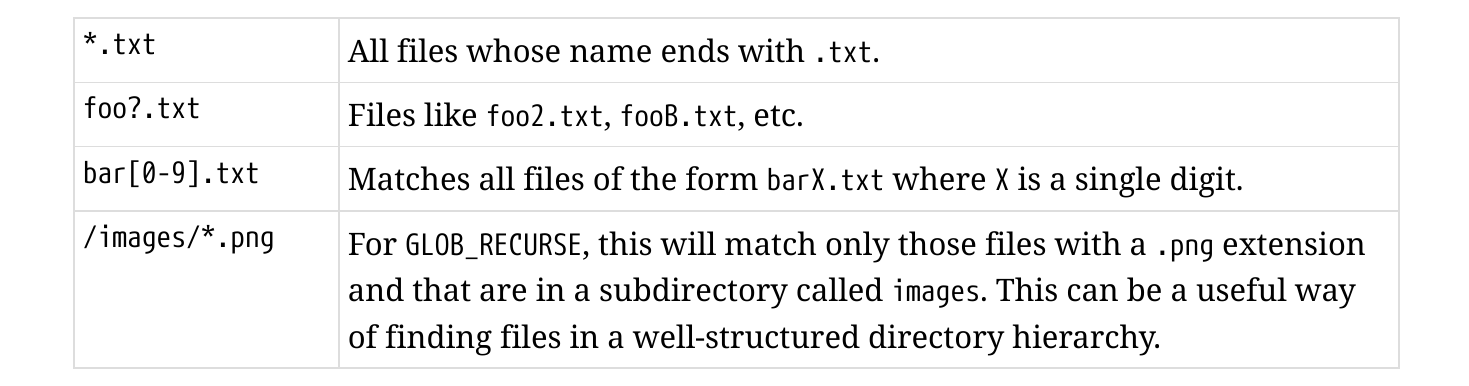 *.txt
All files whose name ends with .txt.
foo?.txt
Files like foo2.txt, fooB.txt, etc.
bar[0-9].txt
Matches all files of the form barX.txt where X is a single digit.
/images/*.png
For GLOB_RECURSE, this will match only those files with a .png extension
and that are in a subdirectory called images. This can be a useful way
of finding files in a well-structured directory hierarchy.